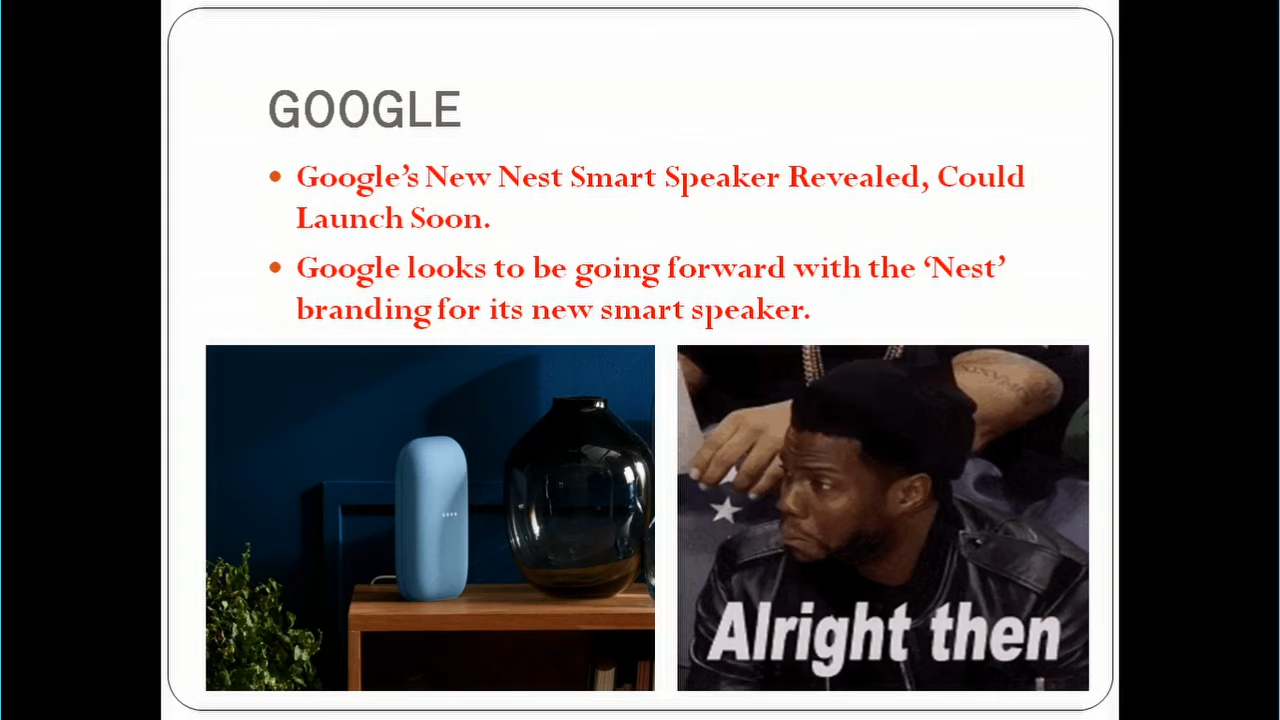 GOOGLE
Google’s New Nest Smart Speaker Revealed, Could
Launch Soon.
Google looks to be going forward with the ‘Nest’
branding for its new smart speaker.
Alright then